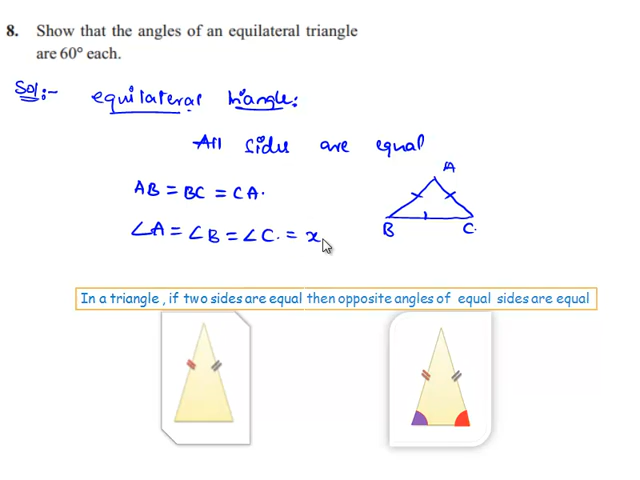 8. Show that the angles of an equilateral triangle
are 60° each.
Sol:-
equilateral triangle:
All sides are equal
A
AB = BC = CA.
∠A = ∠B = ∠C. = x
B
C.
In a triangle , if two sides are equal then opposite angles of equal sides are equal